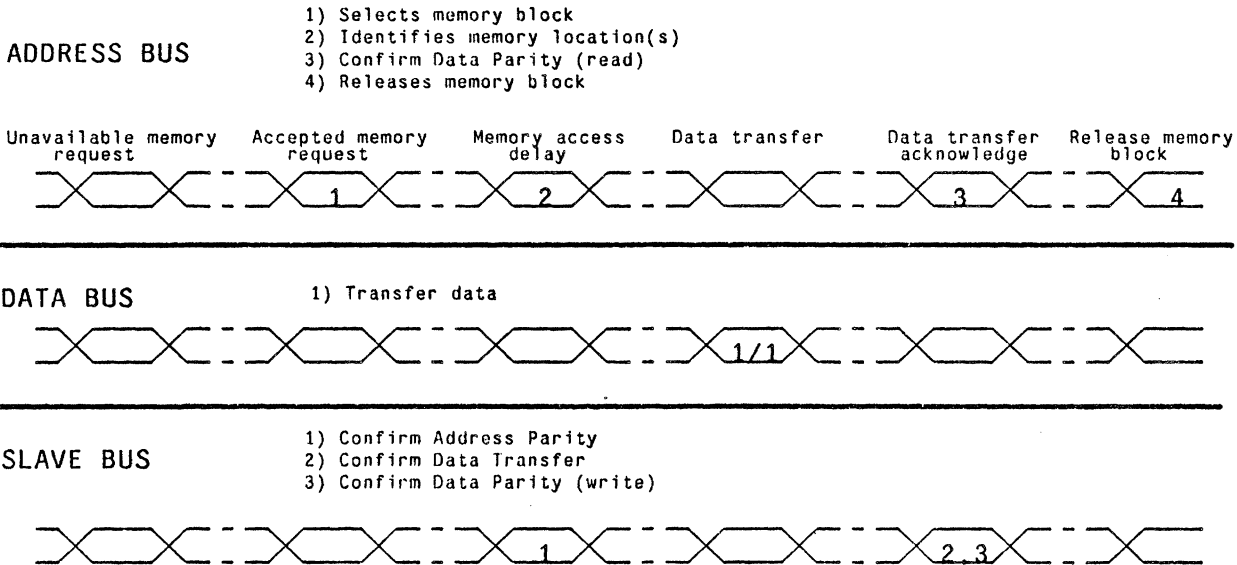 ADDRESS BUS
1) Selects memory block
2) Identifies memory location(s)
3) Confirm Data Parity (read)
4) Releases memory block
Unavailable memory request
Accepted memory request
Memory access delay
Data transfer
Data transfer acknowledge
Release memory block
1 2 3 4
DATA BUS
1) Transfer data
1/1
SLAVE BUS
1) Confirm Address Parity
2) Confirm Data Transfer
3) Confirm Data Parity (write)
1 2,3